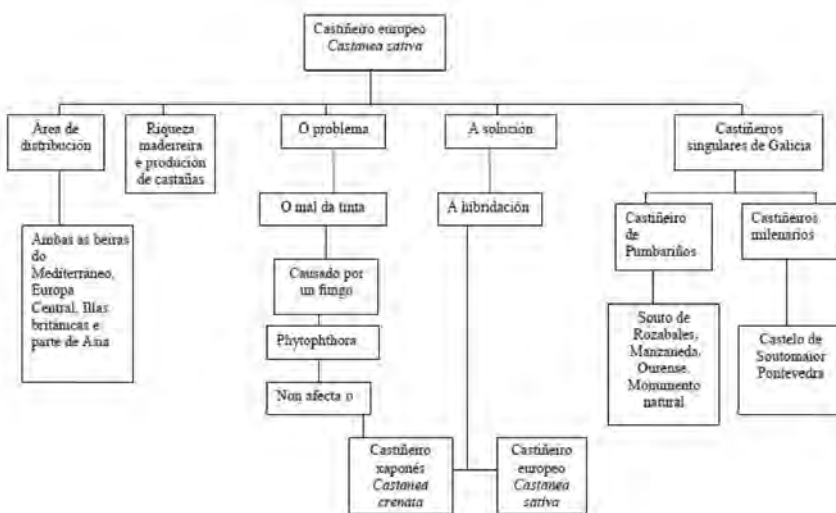 Castiñeiro europeo
Castanea sativa
Área de
distribución
Riqueza
madeireira
e produción
de castañas
O problema
A solución
Castiñeiros
singulares de Galicia
O mal da tinta
A hibridación
Castiñeiro
de
Pumbariños
Castiñeiros
milenarios
Ambas as beiras
do
Mediterráneo,
Europa
Central, Illas
británicas e
parte de Asia
Causado por
un fungo
Phytophthora
Non afecta o
Souto de
Rozabales,
Manzaneda,
Ourense.
Monumento
natural
Castelo de
Soutomaior
Pontevedra
Castiñeiro
xaponés
Castanea
crenata
Castiñeiro
europeo
Castanea
sativa